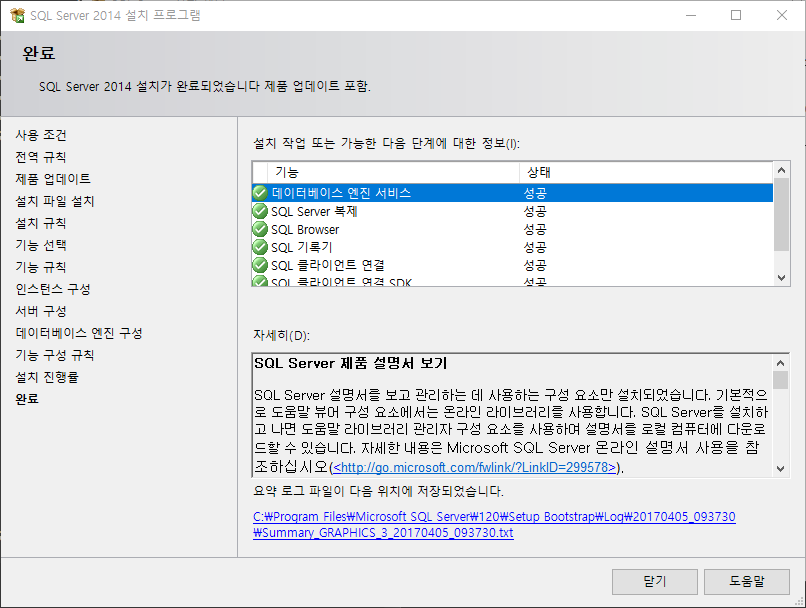 SQL Server 2014 설치 프로그램
완료
SQL Server 2014 설치가 완료되었습니다 제품 업데이트 포함.
사용 조건
전역 규칙
제품 업데이트
설치 파일 설치
설치 규칙
기능 선택
기능 규칙
인스턴스 구성
서버 구성
데이터베이스 엔진 구성
기능 구성 규칙
설치 진행률
완료
설치 작업 또는 가능한 다음 단계에 대한 정보(I):
기능 상태
데이터베이스 엔진 서비스 성공
SQL Server 복제 성공
SQL Browser 성공
SQL 기록기 성공
SQL 클라이언트 연결 성공
SQL 클라이언트 연결 SDK 성공
자세히(D):
SQL Server 제품 설명서 보기
SQL Server 설명서를 보고 관리하는 데 사용하는 구성 요소만 설치되었습니다. 기본적으
로 도움말 뷰어 구성 요소에서는 온라인 라이브러리를 사용합니다. SQL Server를 설치하
고 나면 도움말 라이브러리 관리자 구성 요소를 사용하여 설명서를 로컬 컴퓨터에 다운로
드할 수 있습니다. 자세한 내용은 Microsoft SQL Server 온라인 설명서 사용을 참
조하십시오(<http://go.microsoft.com/fwlink/?LinkID=299578>).
요약 로그 파일이 다음 위치에 저장되었습니다.
C:₩Program Files₩Microsoft SQL Server₩120₩Setup Bootstrap₩Log₩20170405_093730
₩Summary_GRAPHICS_3_20170405_093730.txt
닫기 도움말